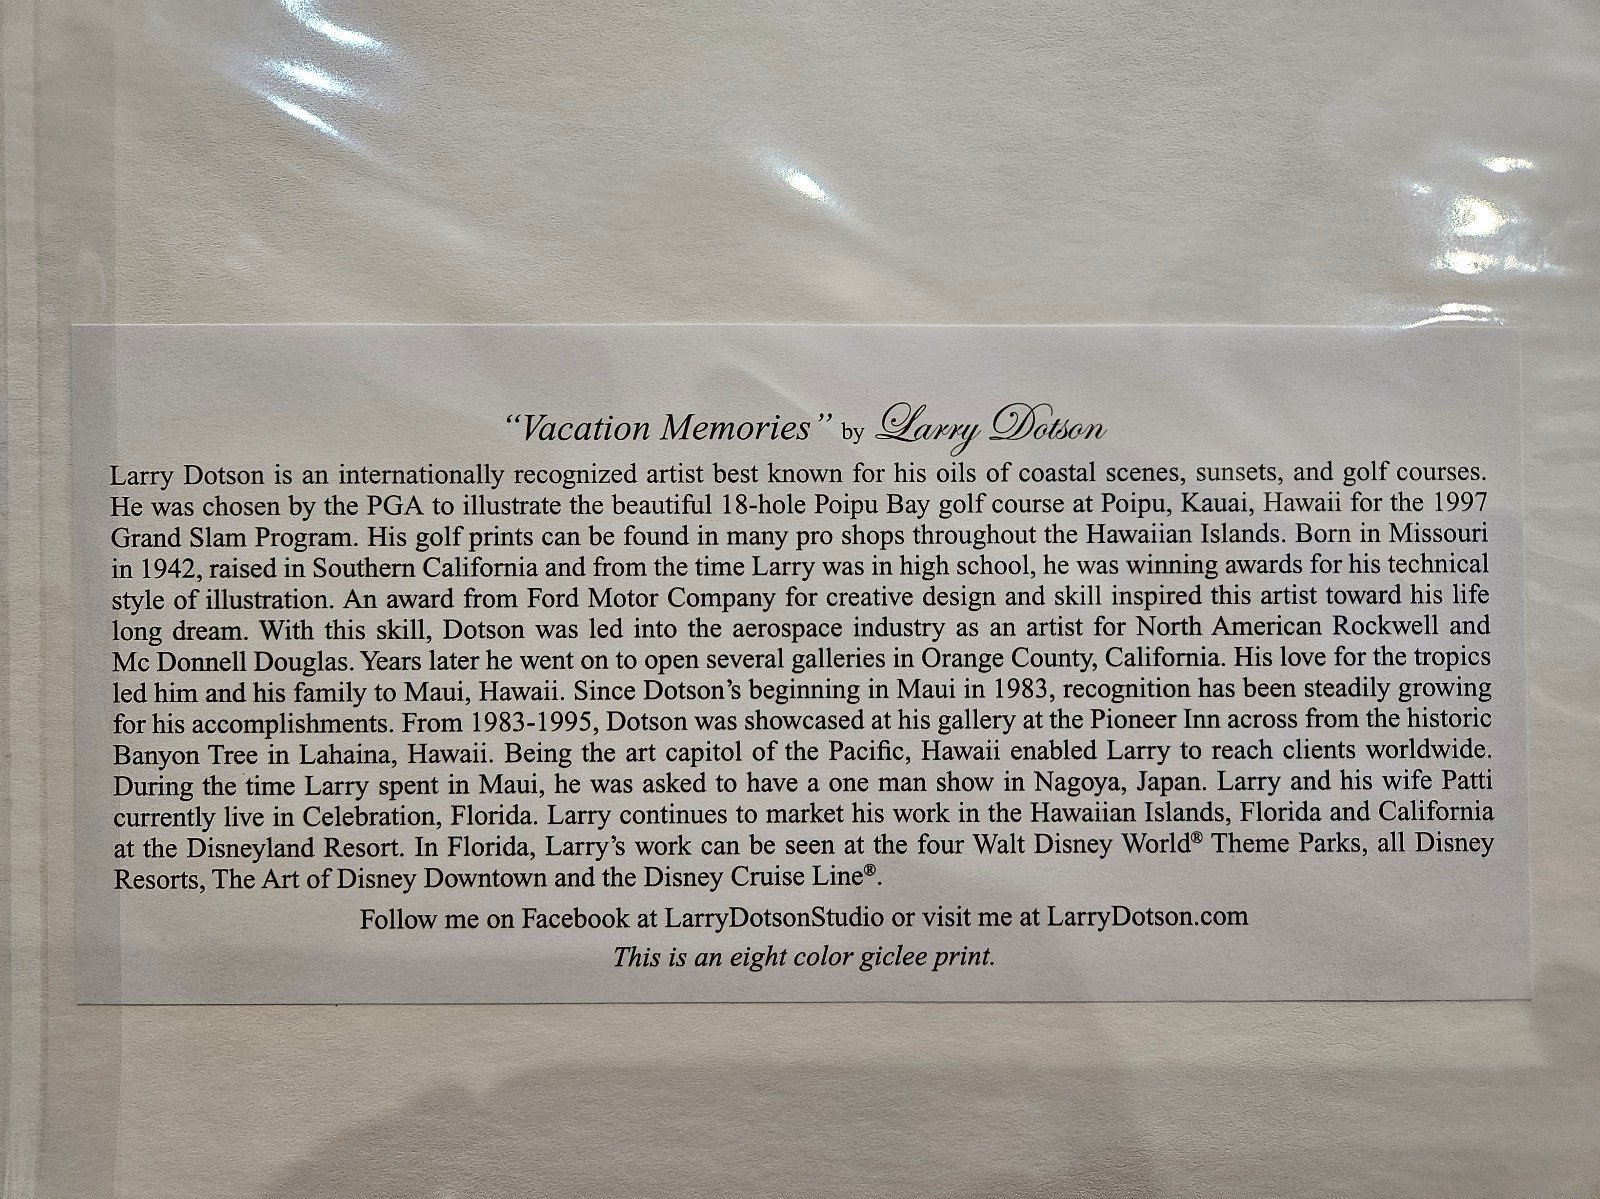 “Vacation Memories” by Larry Dotson
Larry Dotson is an internationally recognized artist best known for his oils of coastal scenes, sunsets, and golf courses.
He was chosen by the PGA to illustrate the beautiful 18-hole Poipu Bay golf course at Poipu, Kauai, Hawaii for the 1997
Grand Slam Program. His golf prints can be found in many pro shops throughout the Hawaiian Islands. Born in Missouri
in 1942, raised in Southern California and from the time Larry was in high school, he was winning awards for his technical
style of illustration. An award from Ford Motor Company for creative design and skill inspired this artist toward his life
long dream. With this skill, Dotson was led into the aerospace industry as an artist for North American Rockwell and
Mc Donnell Douglas. Years later he went on to open several galleries in Orange County, California. His love for the tropics
led him and his family to Maui, Hawaii. Since Dotson’s beginning in Maui in 1983, recognition has been steadily growing
for his accomplishments. From 1983-1995, Dotson was showcased at his gallery at the Pioneer Inn across from the historic
Banyon Tree in Lahaina, Hawaii. Being the art capitol of the Pacific, Hawaii enabled Larry to reach clients worldwide.
During the time Larry spent in Maui, he was asked to have a one man show in Nagoya, Japan. Larry and his wife Patti
currently live in Celebration, Florida. Larry continues to market his work in the Hawaiian Islands, Florida and California
at the Disneyland Resort. In Florida, Larry’s work can be seen at the four Walt Disney World® Theme Parks, all Disney
Resorts, The Art of Disney Downtown and the Disney Cruise Line®.
Follow me on Facebook at LarryDotsonStudio or visit me at LarryDotson.com
This is an eight color giclee print.